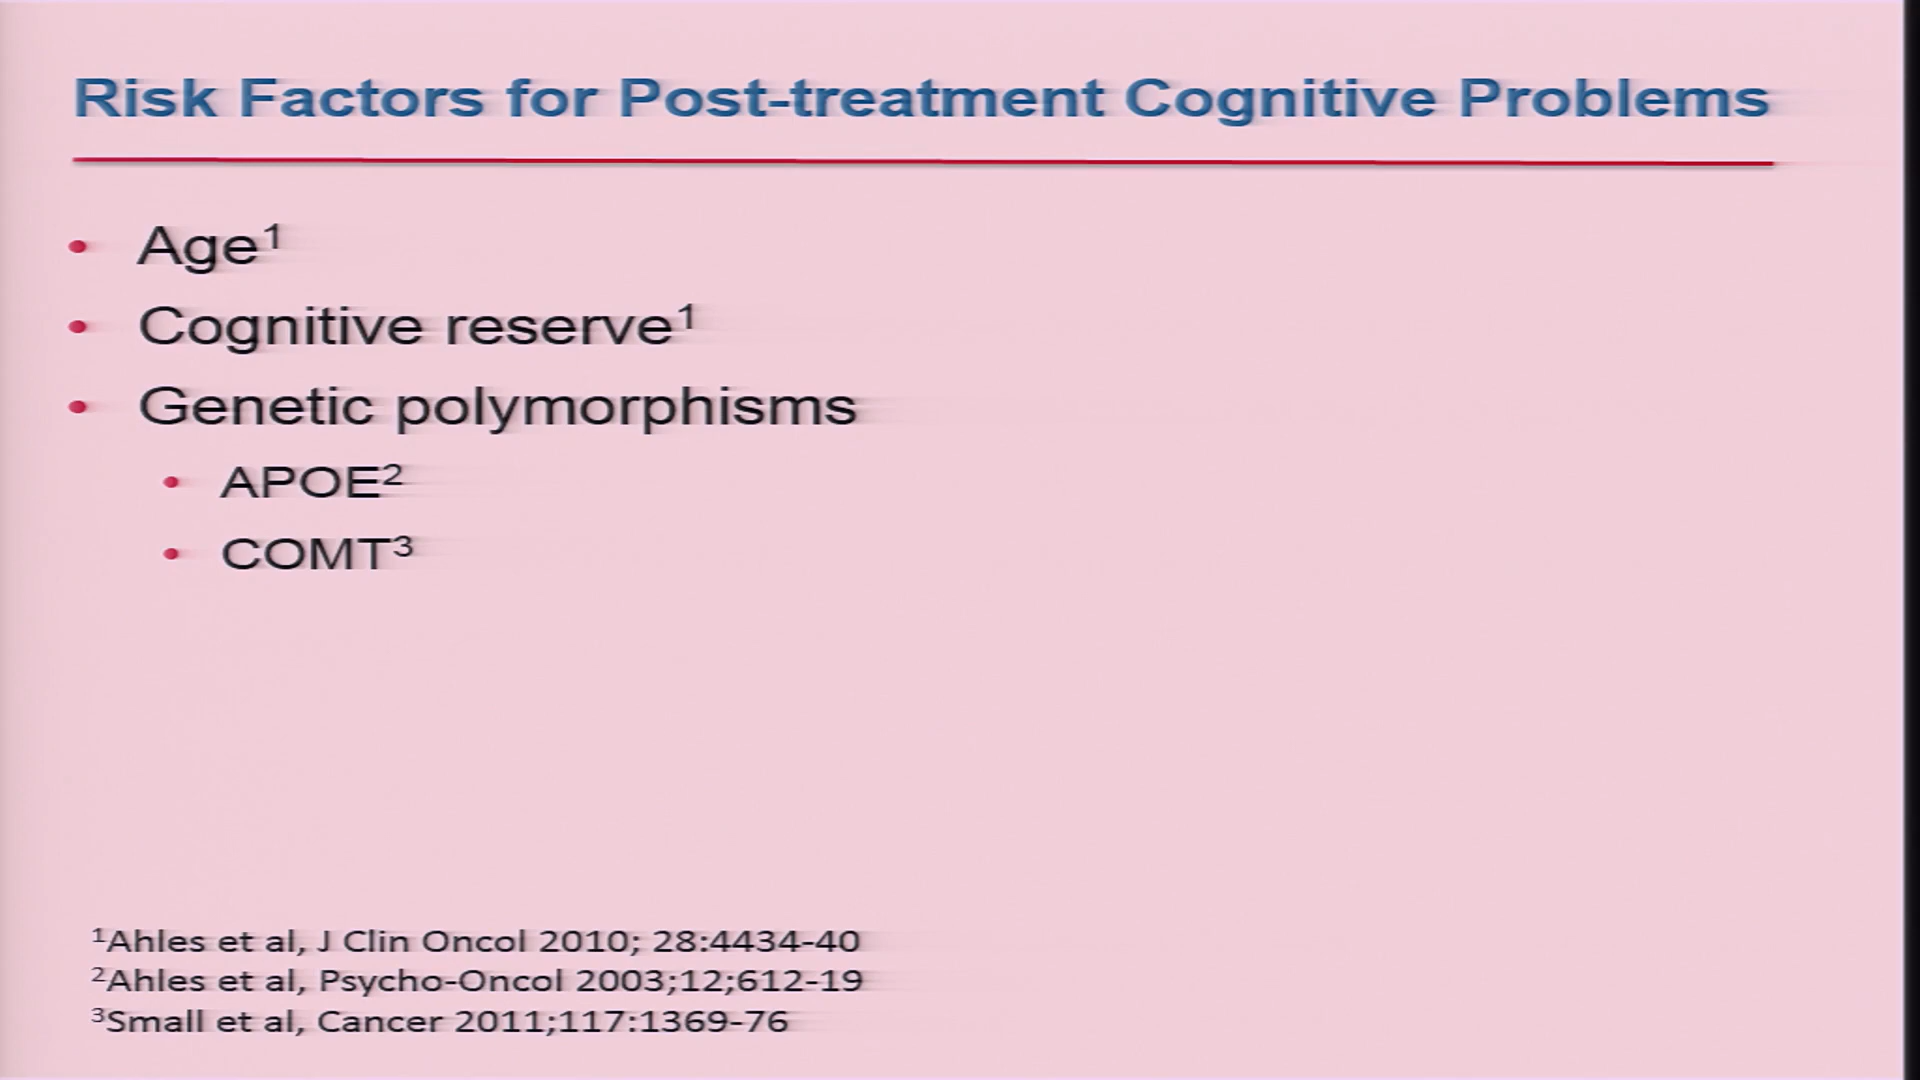 Risk Factors for Post-treatment Cognitive Problems
• Age¹
• Cognitive reserve¹
• Genetic polymorphisms
• APOE²
• COMT³
¹Ahles et al, J Clin Oncol 2010; 28:4434-40
²Ahles et al, Psycho-Oncol 2003;12;612-19
³Small et al, Cancer 2011;117:1369-76